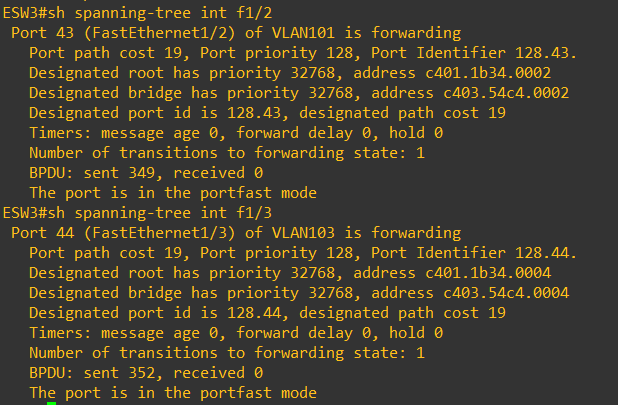 ESW3#sh spanning-tree int f1/2
Port 43 (FastEthernet1/2) of VLAN101 is forwarding
Port path cost 19, Port priority 128, Port Identifier 128.43.
Designated root has priority 32768, address c401.1b34.0002
Designated bridge has priority 32768, address c403.54c4.0002
Designated port id is 128.43, designated path cost 19
Timers: message age 0, forward delay 0, hold 0
Number of transitions to forwarding state: 1
BPDU: sent 349, received 0
The port is in the portfast mode
ESW3#sh spanning-tree int f1/3
Port 44 (FastEthernet1/3) of VLAN103 is forwarding
Port path cost 19, Port priority 128, Port Identifier 128.44.
Designated root has priority 32768, address c401.1b34.0004
Designated bridge has priority 32768, address c403.54c4.0004
Designated port id is 128.44, designated path cost 19
Timers: message age 0, forward delay 0, hold 0
Number of transitions to forwarding state: 1
BPDU: sent 352, received 0
The port is in the portfast mode